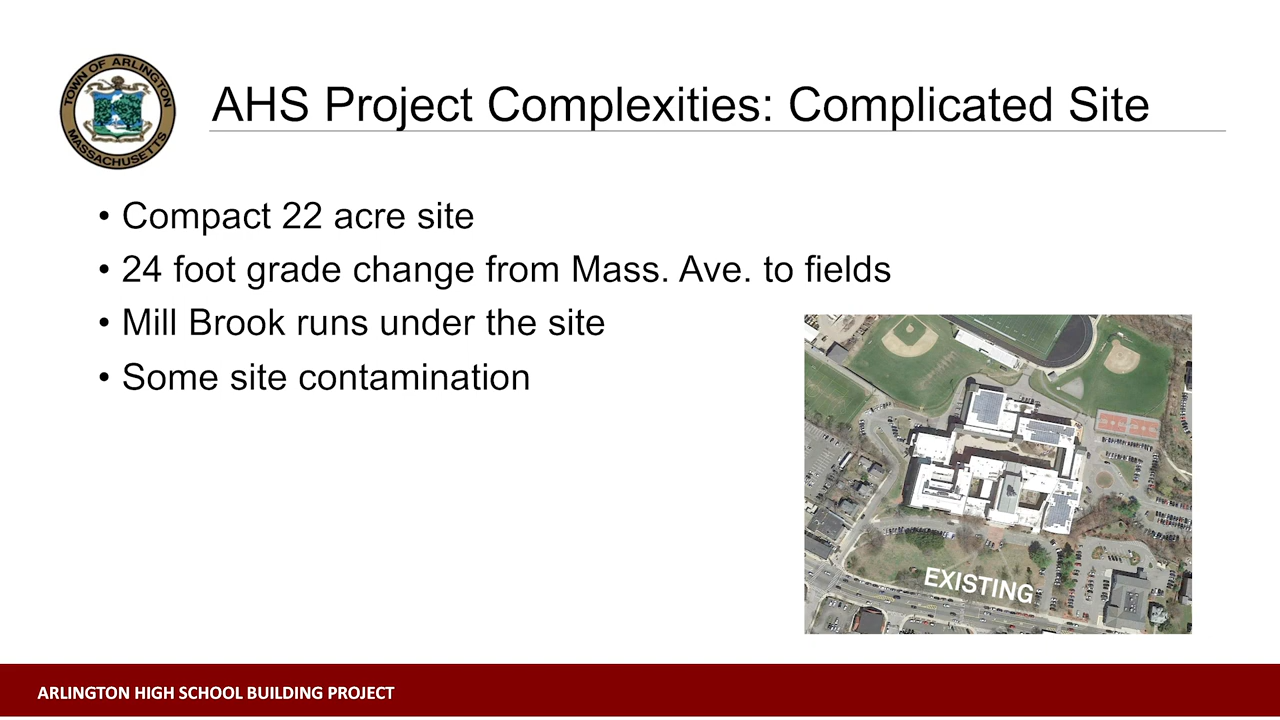 TOWN OF ARLINGTON
MASSACHUSETTS
AHS Project Complexities: Complicated Site
• Compact 22 acre site
• 24 foot grade change from Mass. Ave. to fields
• Mill Brook runs under the site
• Some site contamination
EXISTING
ARLINGTON HIGH SCHOOL BUILDING PROJECT